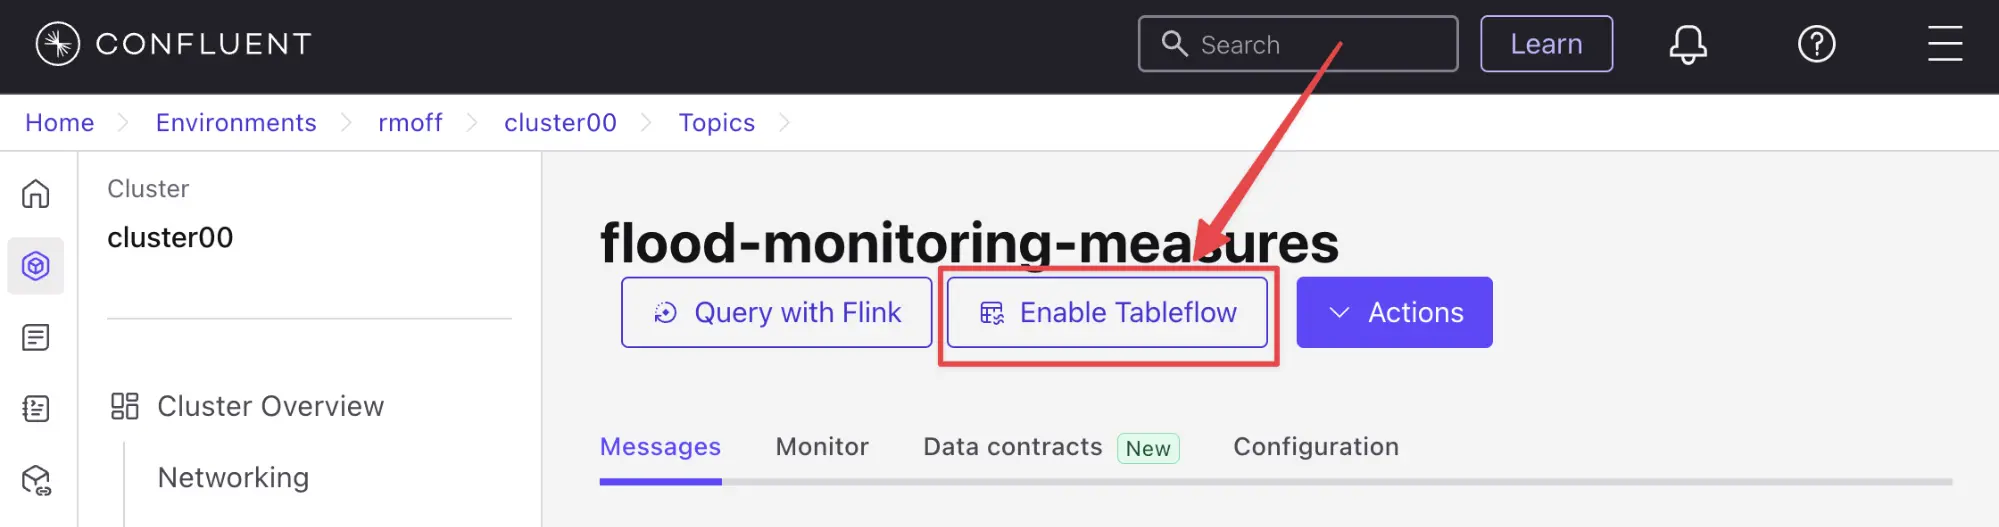 CONFLUENT
Search
Learn
Home
Environments
rmoff
cluster00
Topics
Cluster
cluster00
Cluster Overview
Networking
flood-monitoring-measures
Query with Flink
Enable Tableflow
Actions
Messages
Monitor
Data contracts New
Configuration